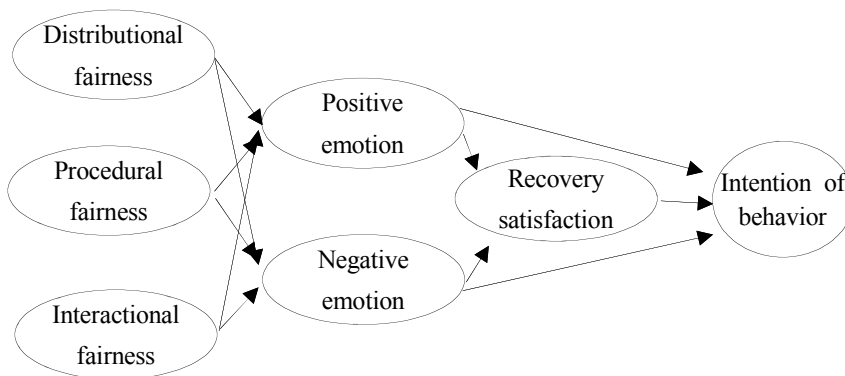 Distributional
fairness
Positive
emotion
Procedural
fairness
Recovery
satisfaction
Intention of
behavior
Negative
emotion
Interactional
fairness